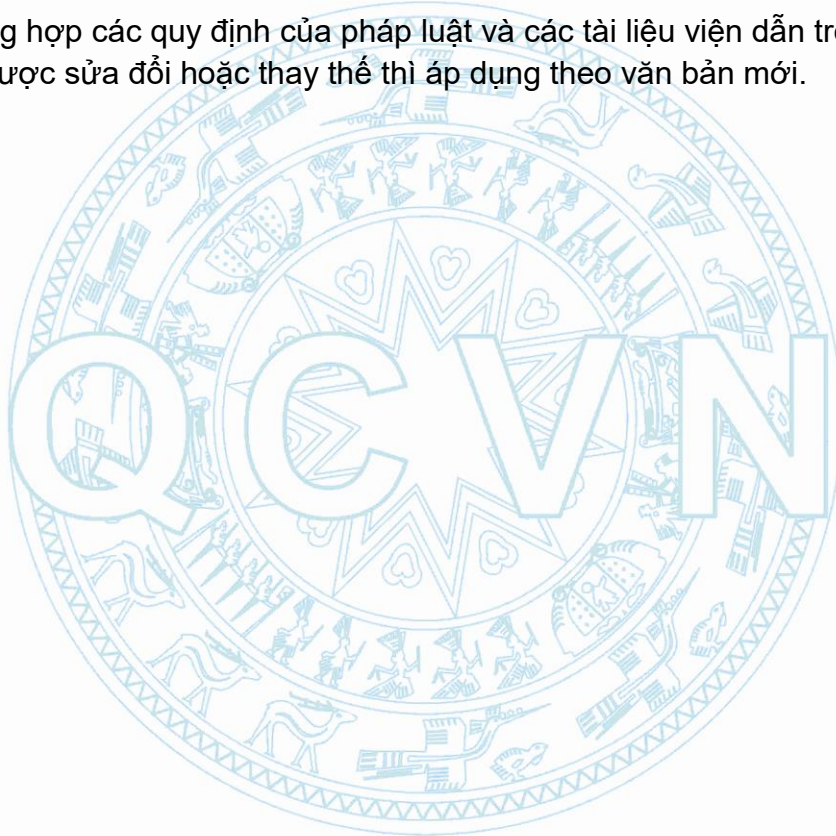 g hợp các quy định của pháp luật và các tài liệu viện dẫn tr
ược sửa đổi hoặc thay thế thì áp dụng theo văn bản mới.
QCVN